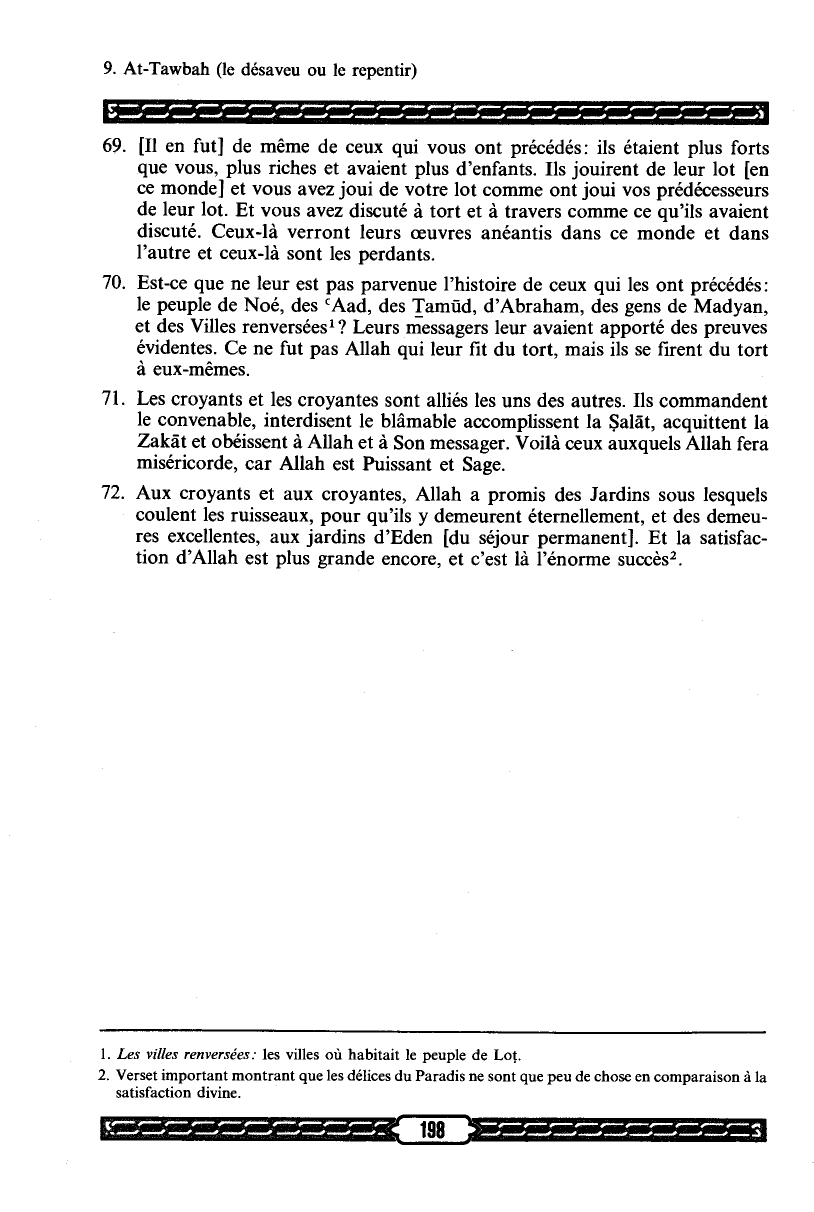 9. At-Tawbah (le désaveu ou le repentir)
69. [Il en fut] de même de ceux qui vous ont précédés: ils étaient plus forts
que vous, plus riches et avaient plus d'enfants. Ils jouirent de leur lot [en
ce monde] et vous avez joui de votre lot comme ont joui vos prédécesseurs
de leur lot. Et vous avez discuté à tort et à travers comme ce qu'ils avaient
discuté. Ceux-là verront leurs œuvres anéantis dans ce monde et dans
l'autre et ceux-là sont les perdants.
70. Est-ce que ne leur est pas parvenue l'histoire de ceux qui les ont précédés:
le peuple de Noé, des ᶜAad, des Ṯamūd, d'Abraham, des gens de Madyan,
et des Villes renversées¹? Leurs messagers leur avaient apporté des preuves
évidentes. Ce ne fut pas Allah qui leur fit du tort, mais ils se firent du tort
à eux-mêmes.
71. Les croyants et les croyantes sont alliés les uns des autres. Ils commandent
le convenable, interdisent le blâmable accomplissent la Ṣalāt, acquittent la
Zakāt et obéissent à Allah et à Son messager. Voilà ceux auxquels Allah fera
miséricorde, car Allah est Puissant et Sage.
72. Aux croyants et aux croyantes, Allah a promis des Jardins sous lesquels
coulent les ruisseaux, pour qu'ils y demeurent éternellement, et des demeu-
res excellentes, aux jardins d'Eden [du séjour permanent]. Et la satisfac-
tion d'Allah est plus grande encore, et c'est là l'énorme succès².
1. Les villes renversées: les villes où habitait le peuple de Loṭ.
2. Verset important montrant que les délices du Paradis ne sont que peu de chose en comparaison à la
satisfaction divine.
198